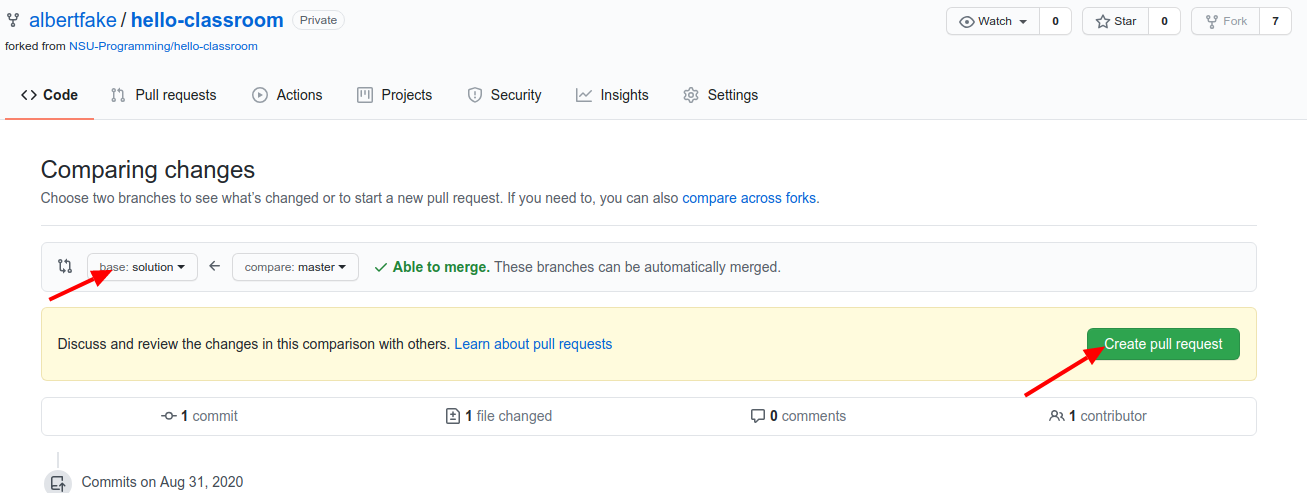 albertfake / hello-classroom Private Watch 0 Star 0 Fork 7
forked from NSU-Programming/hello-classroom
Code Pull requests Actions Projects Security Insights Settings
Comparing changes
Choose two branches to see what's changed or to start a new pull request. If you need to, you can also compare across forks.
base: solution compare: master Able to merge. These branches can be automatically merged.
Discuss and review the changes in this comparison with others. Learn about pull requests Create pull request
1 commit 1 file changed 0 comments 1 contributor
Commits on Aug 31, 2020